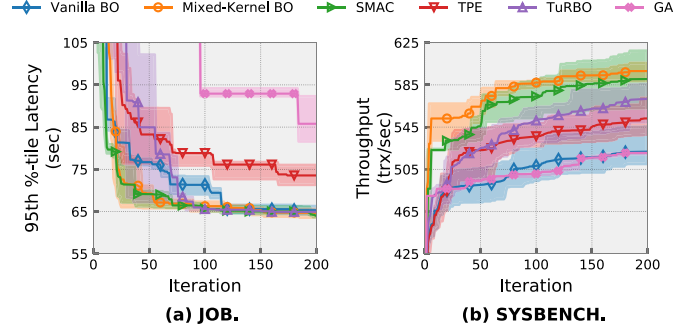 Vanilla BO Mixed-Kernel BO SMAC TPE TuRBO GA
95th %-tile Latency (sec)
105
95
85
75
65
55
0 50 100 150 200
Iteration
(a) JOB.
Throughput (trx/sec)
625
585
545
505
465
425
0 50 100 150 200
Iteration
(b) SYSBENCH.